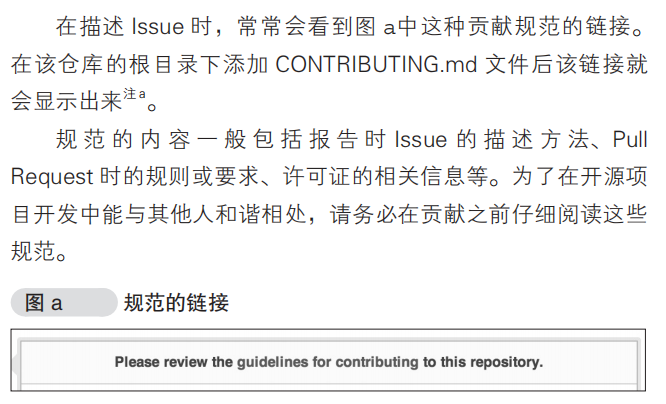 在描述 Issue 时，常常会看到图 a中这种贡献规范的链接。
在该仓库的根目录下添加 CONTRIBUTING.md 文件后该链接就
会显示出来注a。
规范的内容一般包括报告时 Issue 的描述方法、Pull
Request 时的规则或要求、许可证的相关信息等。为了在开源项
目开发中能与其他人和谐相处，请务必在贡献之前仔细阅读这些
规范。
图 a 规范的链接
Please review the guidelines for contributing to this repository.